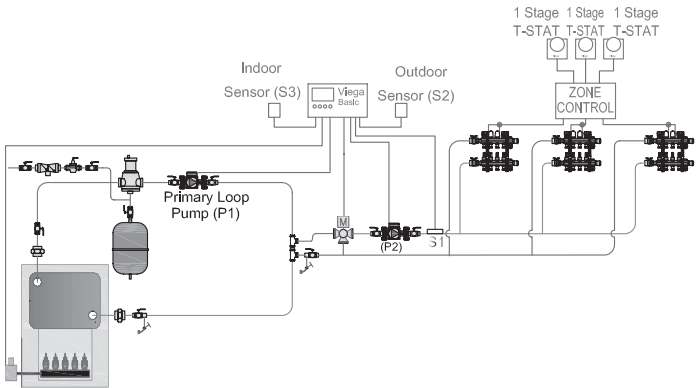 1 Stage 1 Stage 1 Stage
T-STAT T-STAT T-STAT
Indoor
Sensor (S3)
Viega
Basic
Outdoor
Sensor (S2)
ZONE
CONTROL
Primary Loop
Pump (P1)
M
(P2)
S1